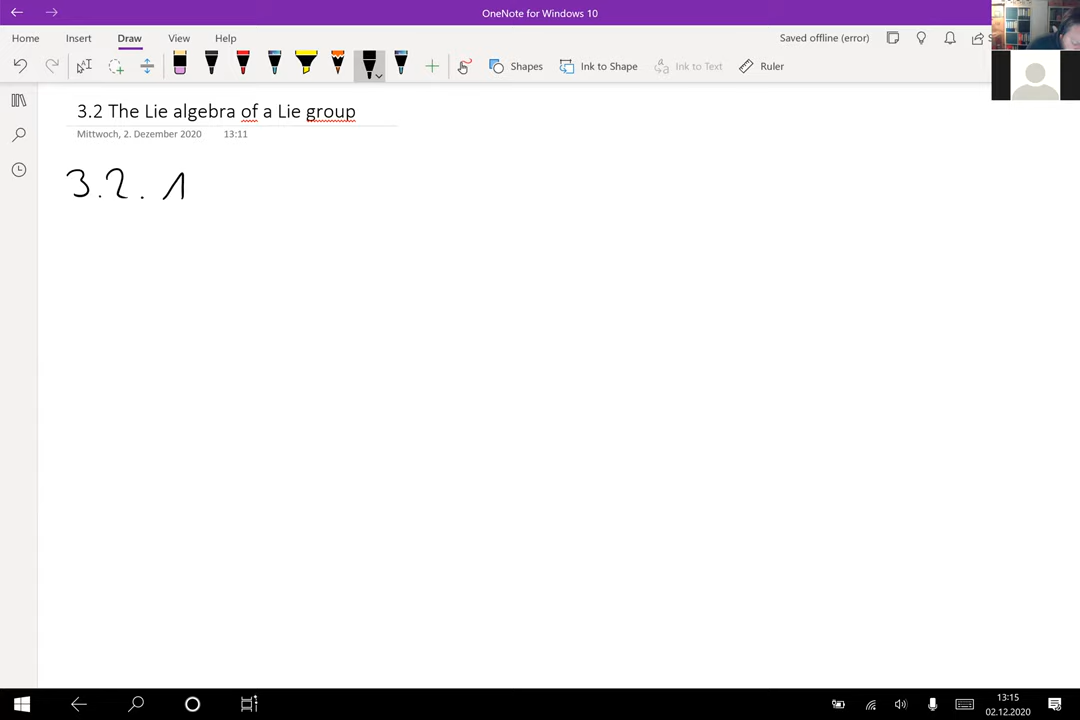 OneNote for Windows 10
Home Insert Draw View Help Saved offline (error)
Shapes Ink to Shape Ink to Text Ruler
3.2 The Lie algebra of a Lie group
Mittwoch, 2. Dezember 2020 13:11
3.2.1
13:15
02.12.2020